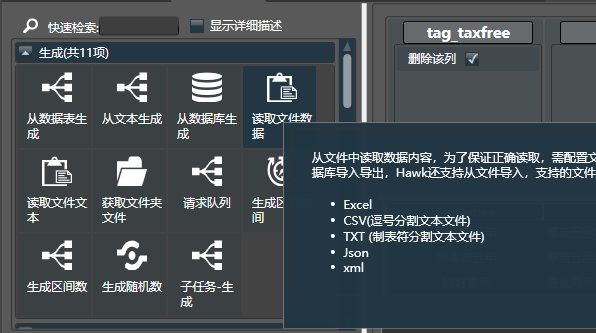 快速检索:
显示详细描述
生成(共11项)
从数据表生成
从文本生成
从数据库生成
读取文件数据
读取文件文本
获取文件夹文件
请求队列
生成区
间
生成区间数
生成随机数
子任务-生成
tag_taxfree
删除该列
从文件中读取数据内容，为了保证正确读取，需配置文
据库导入导出，Hawk还支持从文件导入，支持的文件
Excel
CSV(逗号分割文本文件)
TXT (制表符分割文本文件)
Json
xml